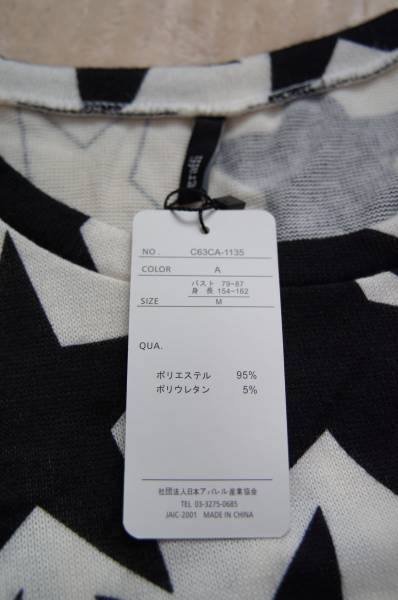 NO. C63CA-1135
COLOR A
バスト 79~87
身長 154~162
SIZE M
QUA.
ポリエステル 95%
ポリウレタン 5%
社団法人日本アパレル産業協会
TEL 03-3275-0685
JAIC-2001 MADE IN CHINA